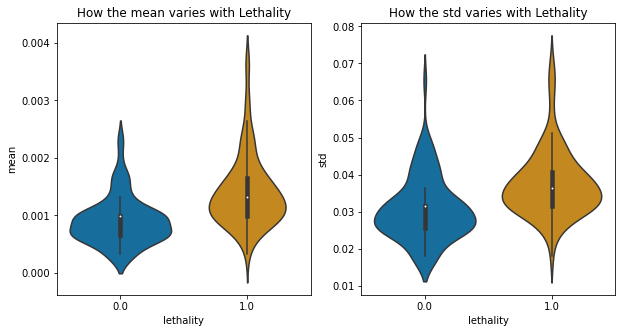 How the mean varies with Lethality
How the std varies with Lethality
0.004
0.003
0.002
0.001
0.000
mean
0.0
1.0
lethality
0.08
0.07
0.06
0.05
0.04
0.03
0.02
0.01
std
0.0
1.0
lethality